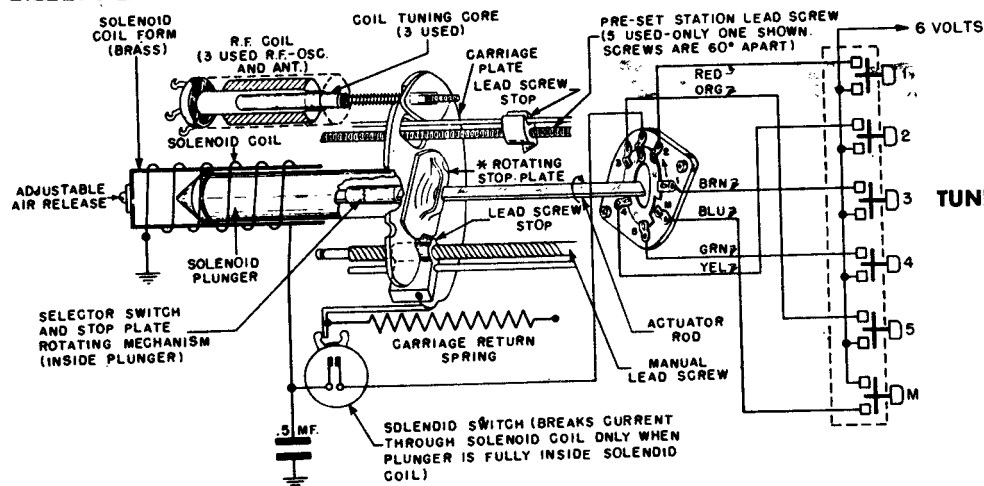 SOLENOID
COIL FORM
(BRASS)
R.F. COIL
(3 USED R.F.-OSC.
AND ANT.)
COIL TUNING CORE
(3 USED)
CARRIAGE
PLATE
LEAD SCREW
STOP
PRE-SET STATION LEAD SCREW
(5 USED-ONLY ONE SHOWN.
SCREWS ARE 60° APART)
6 VOLTS
RED
ORG
1
2
BRN
3
TUN
BLU
GRN
YEL
4
5
M
SOLENOID COIL
* ROTATING
STOP PLATE
ADJUSTABLE
AIR RELEASE
LEAD SCREW
STOP
SOLENOID
PLUNGER
SELECTOR SWITCH
AND STOP PLATE
ROTATING MECHANISM
(INSIDE PLUNGER)
CARRIAGE RETURN
SPRING
ACTUATOR
ROD
MANUAL
LEAD SCREW
.5 MF.
SOLENOID SWITCH (BREAKS CURRENT
THROUGH SOLENOID COIL ONLY WHEN
PLUNGER IS FULLY INSIDE SOLENOID
COIL)